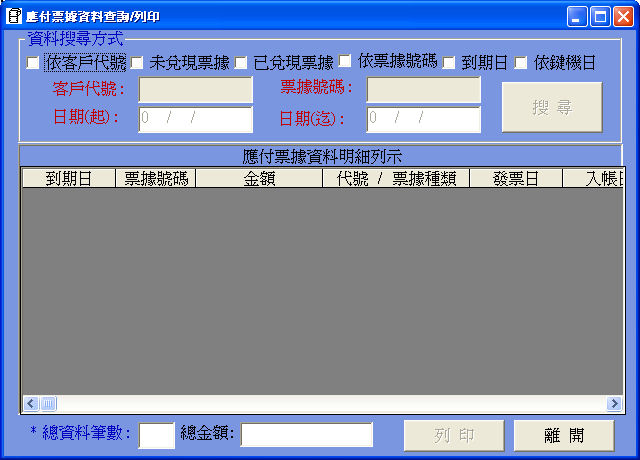 應付票據資料查詢/列印
資料搜尋方式
依客戶代號 未兌現票據 已兌現票據 依票據號碼 到期日 依鍵機日
客戶代號: 票據號碼:
日期(起): 0 / / 日期(迄): 0 / /
搜 尋
應付票據資料明細列示
到期日 票據號碼 金額 代號 / 票據種類 發票日 入帳日
* 總資料筆數: 總金額: 列 印 離 開